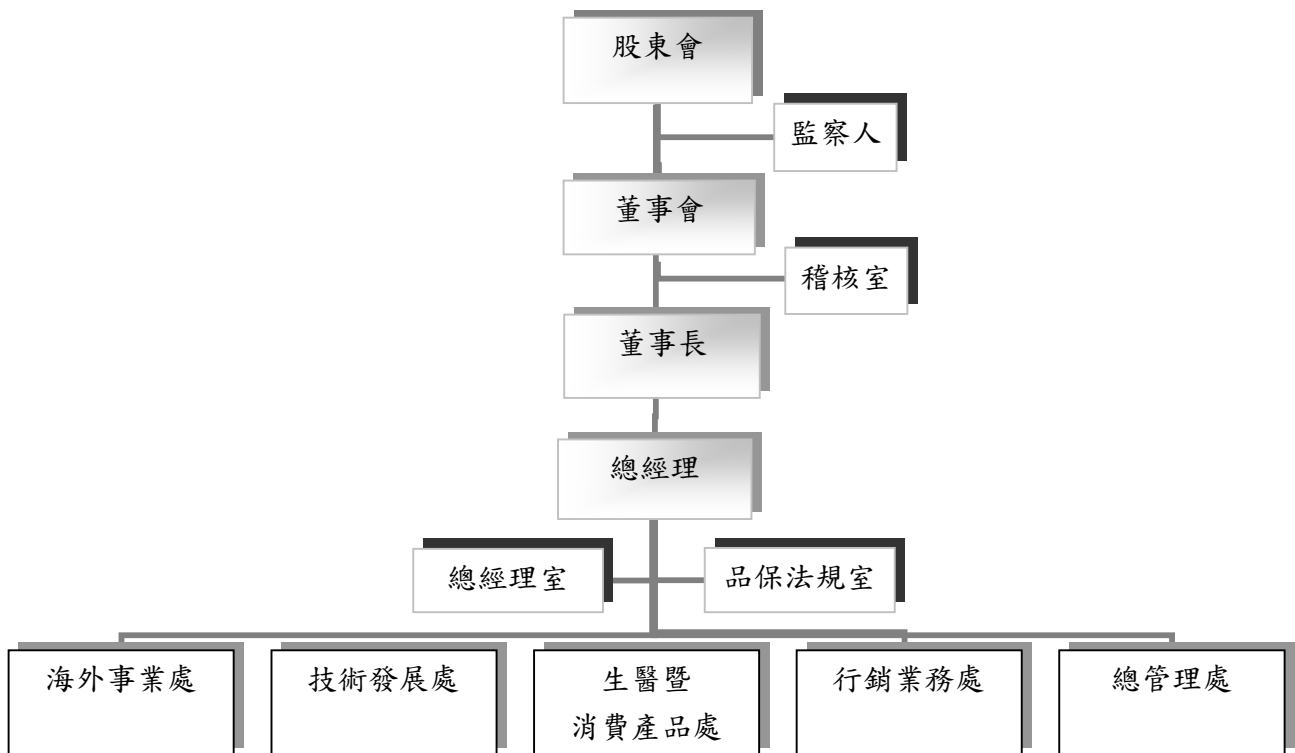 股東會
監察人
董事會
稽核室
董事長
總經理
總經理室
品保法規室
海外事業處
技術發展處
生醫暨
消費產品處
行銷業務處
總管理處